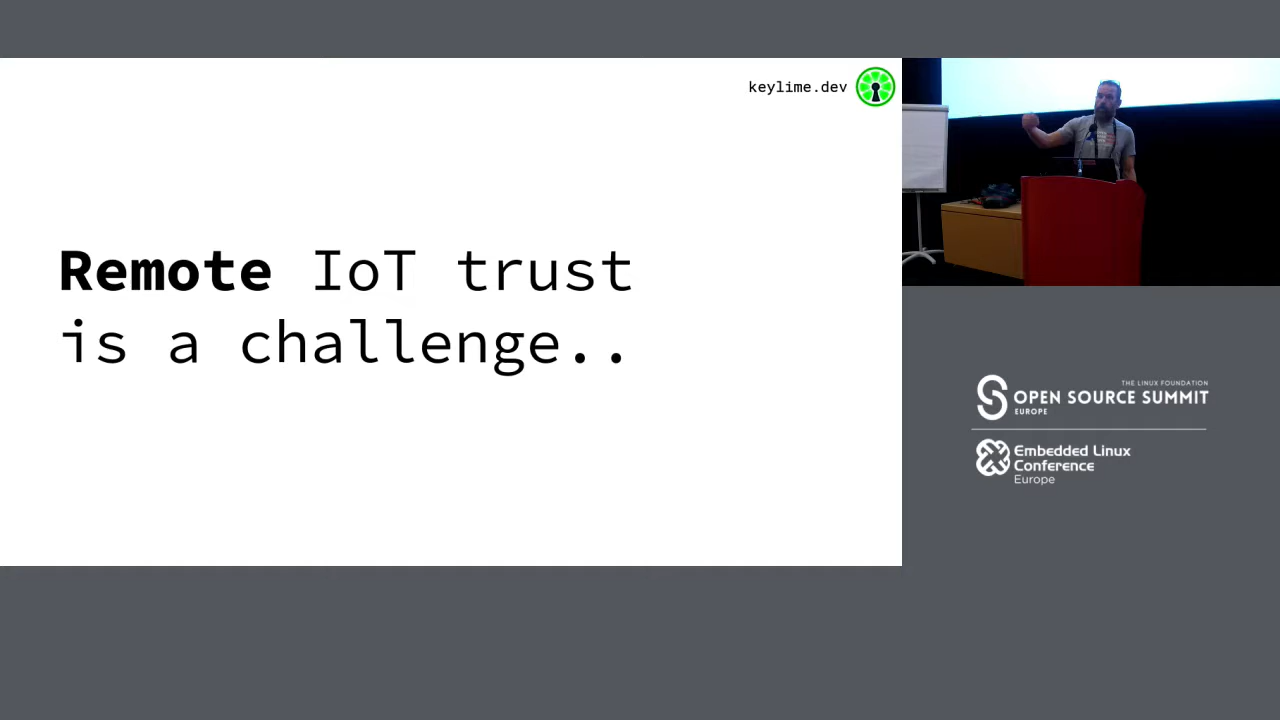 keylime.dev
Remote IoT trust
is a challenge..
THE LINUX FOUNDATION
OPEN SOURCE SUMMIT
EUROPE
Embedded Linux
Conference
Europe